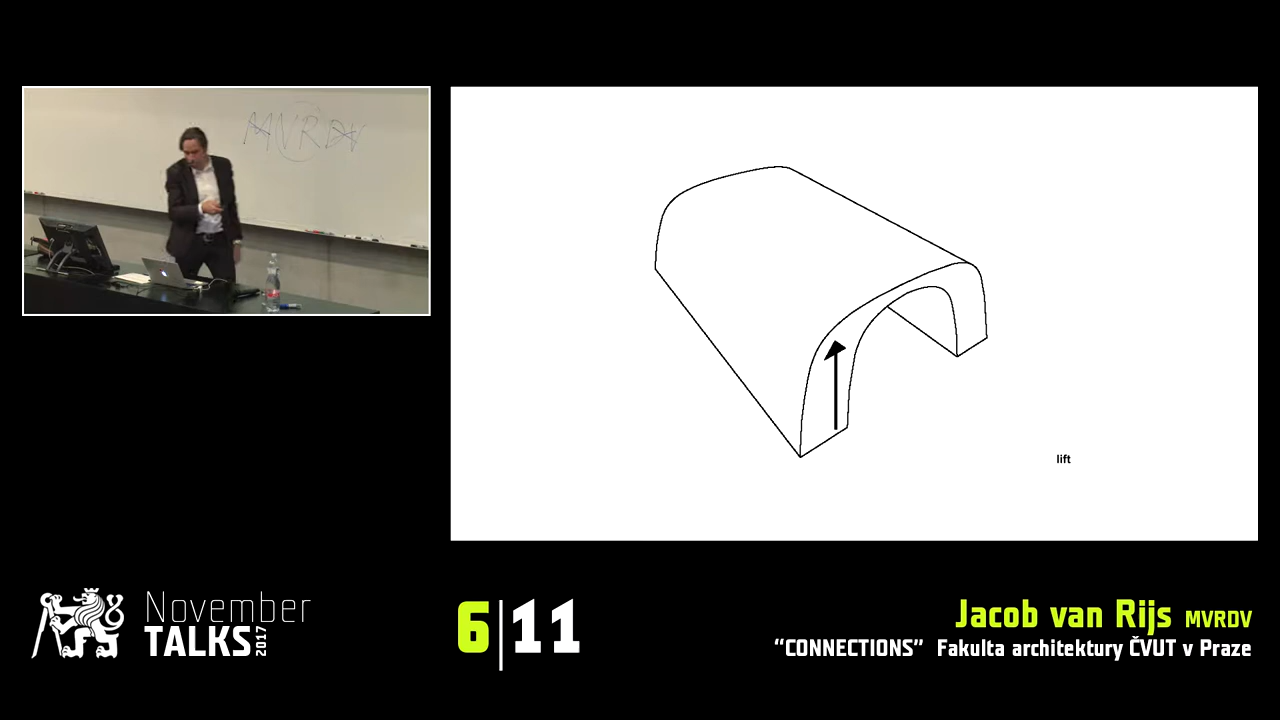 MVRDV
lift
November
TALKS 2017
6|11
Jacob van Rijs MVRDV
“CONNECTIONS” Fakulta architektury ČVUT v Praze